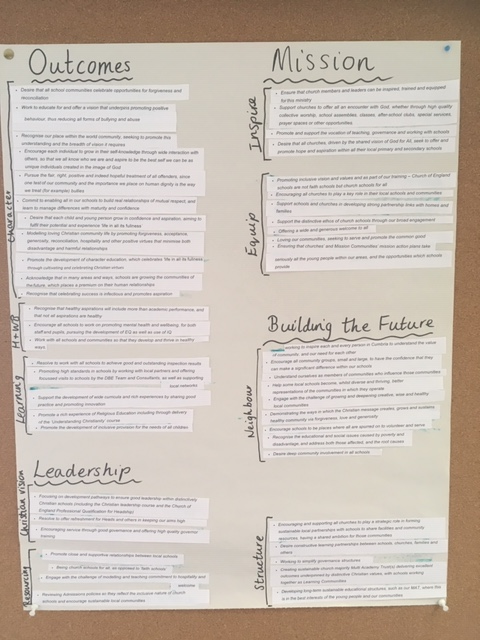 Outcomes
Character
Desire that all school communities celebrate opportunities for forgiveness and
reconciliation
Work to educate for and offer a vision that underpins promoting positive
behaviour, thus reducing all forms of bullying and abuse
Recognise our place within the world community, seeking to promote this
understanding and the breadth of vision it requires
Encourage each individual to grow in their self-knowledge through wide interaction with
others, so that we all know who we are and aspire to be the best self can be as
unique individuals created in the image of God
Pursue the fair, right, patient and indeed hopeful treatment of all offenders, since
one test of our community and the importance we place on human dignity is the way
we treat (for example) bullies
Commit to enabling all in our schools to build real relationships of mutual respect, and
learn to manage differences with maturity and confidence
Desire that each child and young person grow in confidence and aspiration, aiming to
fulfil their potential and experience 'life in all its fullness'
Modelling loving Christian community life by promoting forgiveness, acceptance,
generosity, reconciliation, hospitality and other positive virtues that minimise both
disadvantage and harmful relationships
Promote the development of character education, which celebrates 'life in all its fullness'
through cultivating and celebrating Christian virtues
Acknowledge that in many areas and ways, schools are growing the communities of
the future, which places a premium on their human relationships
Recognise that celebrating success is infectious and promotes aspiration
H+WB
Recognise that healthy aspirations will include more than academic performance, and
that not all aspirations are healthy
Encourage all schools to work on promoting mental health and wellbeing, for both
staff and pupils, pursuing the development of EQ as well as use of IQ
Work with all schools and communities so that they develop and thrive in healthy
ways
Learning
Resolve to work with all schools to achieve good and outstanding inspection results
Promoting high standards in schools by working with local partners and offering
focussed visits to schools by the DBE Team and Consultants, as well as supporting
local networks
Support the development of wide curricula and rich experiences by sharing good
practice and promoting innovation
Promote a rich experience of Religious Education including through delivery
of the 'Understanding Christianity' course
Promote the development of inclusive provision for the needs of all children
Leadership
Christian vision
Focusing on development pathways to ensure good leadership within distinctively
Christian schools (including the Christian leadership course and the Church of
England Professional Qualification for Headship)
Resolve to offer refreshment for Heads and others in keeping our aims high
Encouraging service through good governance and offering high quality governor
training
Resourcing
Promote close and supportive relationships between local schools
Being church schools for all, as opposed to faith schools
Engage with the challenge of modelling and teaching commitment to hospitality and
welcome
Reviewing Admissions policies so they reflect the inclusive nature of Church
schools and encourage sustainable local communities
Mission
Inspire
Ensure that church members and leaders can be inspired, trained and equipped
for this ministry
Support churches to offer all an encounter with God, whether through high quality
collective worship, school assemblies, classes, after-school clubs, special services,
prayer spaces or other opportunities.
Promote and support the vocation of teaching, governance and working with schools
Desire that all churches, driven by the shared vision of God for All, seek to offer and
promote hope and expiration within all their local primary and secondary schools
Equip
Promoting inclusive vision and values and as part of our training – Church of England
schools are not faith schools but church schools for all
Encouraging all churches to play a key role in their local schools and communities
Support schools and churches in developing strong partnership links with homes and
families
Support the distinctive ethos of church schools through our broad engagement
Offering a wide and generous welcome to all
Loving our communities, seeking to serve and promote the common good
Ensuring that churches' and Mission Communities' mission action plans take
seriously all the young people within our areas, and the opportunities which schools
provide
Building the Future
Neighbour
to inspire each and every person in Cumbria to understand the value
of community, and our need for each other
Encourage all community groups, small and large, to have the confidence that they
can make a significant difference within our schools
Understand ourselves as members of communities who influence those communities
Help some local schools become, whilst diverse and thriving, better
representations of the communities in which they operate
Engage with the challenge of growing and deepening creative, wise and healthy
local communities
Demonstrating the ways in which the Christian message creates, grows and sustains
healthy community via forgiveness, love and generosity
Encourage schools to be places where all are assured on to volunteer and serve
Recognise the educational and social issues caused by poverty and
disadvantage, and address both those affected, and the root causes
Desire deep community involvement in all schools
Structure
Encouraging and supporting all churches to play a strategic role in forming
sustainable local partnerships with schools to share facilities and community
resources, having a shared ambition for those communities
Desire constructive learning partnerships between schools, churches, families and
others
Working to simplify governance structures
Creating sustainable church majority Multi Academy Trust(s) delivering excellent
outcomes underpinned by distinctive Christian values, with schools working
together as Learning Communities
Developing long-term sustainable educational structures, such as our MAT, where this
is in the best interests of the young people and our communities